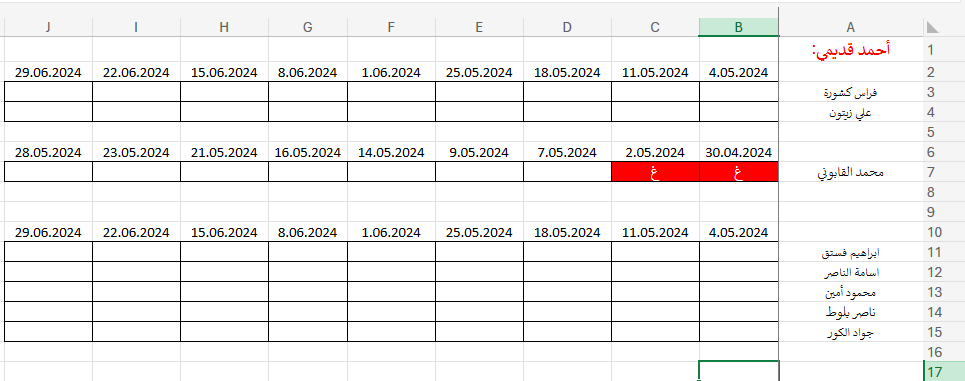 A B C D E F G H I J
1 أحمد قديمي:
2 4.05.2024 11.05.2024 18.05.2024 25.05.2024 1.06.2024 8.06.2024 15.06.2024 22.06.2024 29.06.2024
3 فراس كشورة
4 علي زيتون
5
6 30.04.2024 2.05.2024 7.05.2024 9.05.2024 14.05.2024 16.05.2024 21.05.2024 23.05.2024 28.05.2024
7 محمد القابوني غ غ
8
9
10 4.05.2024 11.05.2024 18.05.2024 25.05.2024 1.06.2024 8.06.2024 15.06.2024 22.06.2024 29.06.2024
11 ابراهيم فستق
12 اسامة الناصر
13 محمود أمين
14 ناصر بلوط
15 جواد الكور
16
17